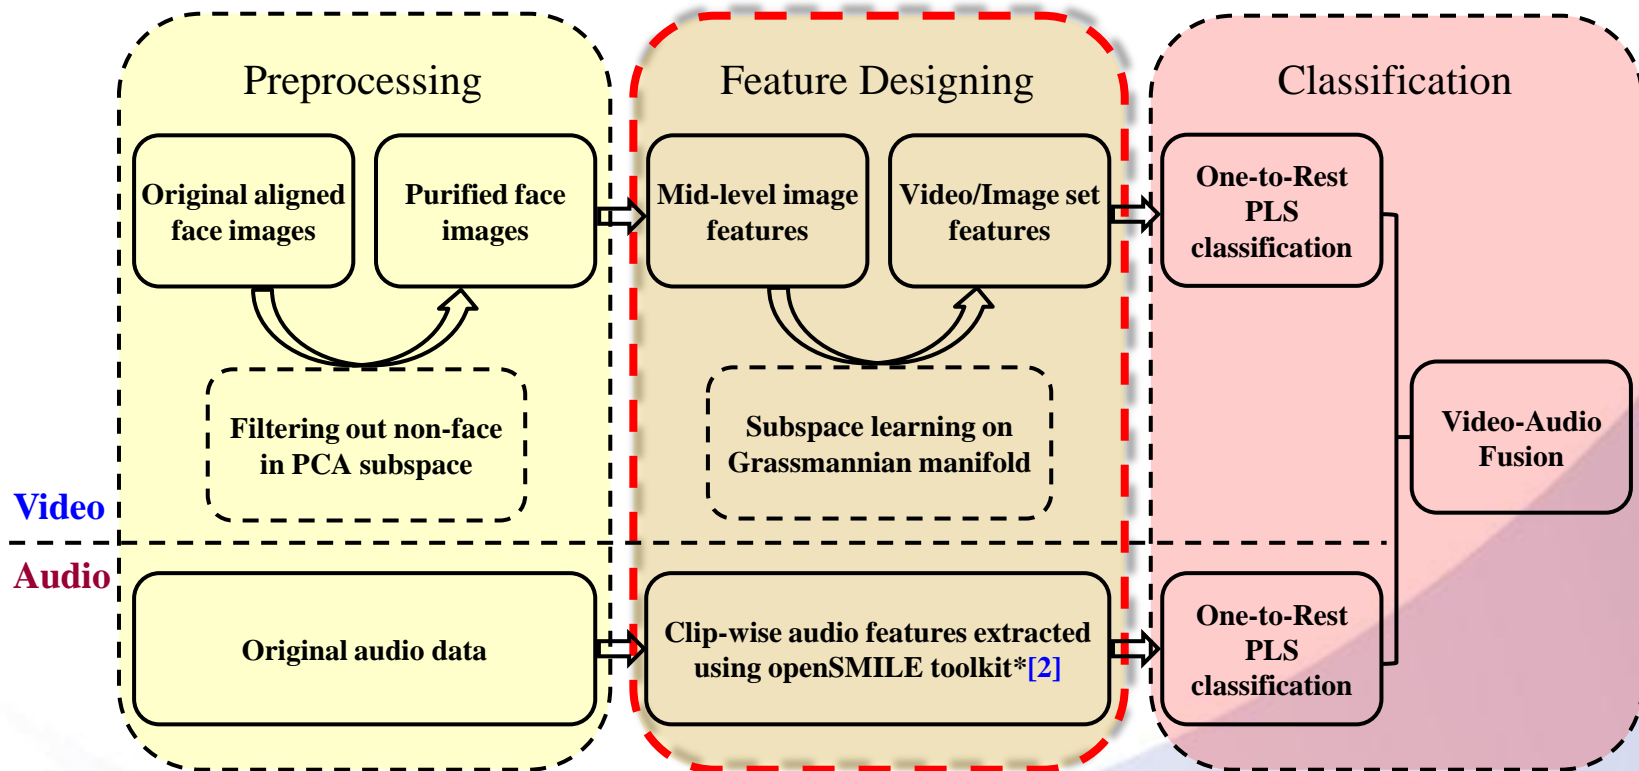 Preprocessing
Feature Designing
Classification
Original aligned
face images
Purified face
images
Mid-level image
features
Video/Image set
features
One-to-Rest
PLS
classification
Filtering out non-face
in PCA subspace
Subspace learning on
Grassmannian manifold
Video-Audio
Fusion
Video
Audio
Original audio data
Clip-wise audio features extracted
using openSMILE toolkit*[2]
One-to-Rest
PLS
classification